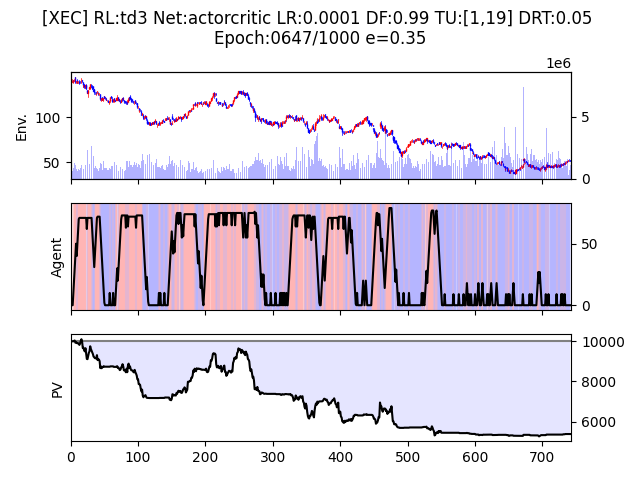 [XEC] RL:td3 Net:actorcritic LR:0.0001 DF:0.99 TU:[1,19] DRT:0.05
Epoch:0647/1000 e=0.35
1e6
Env.
100
50
5
0
Agent
50
0
PV
10000
8000
6000
0 100 200 300 400 500 600 700